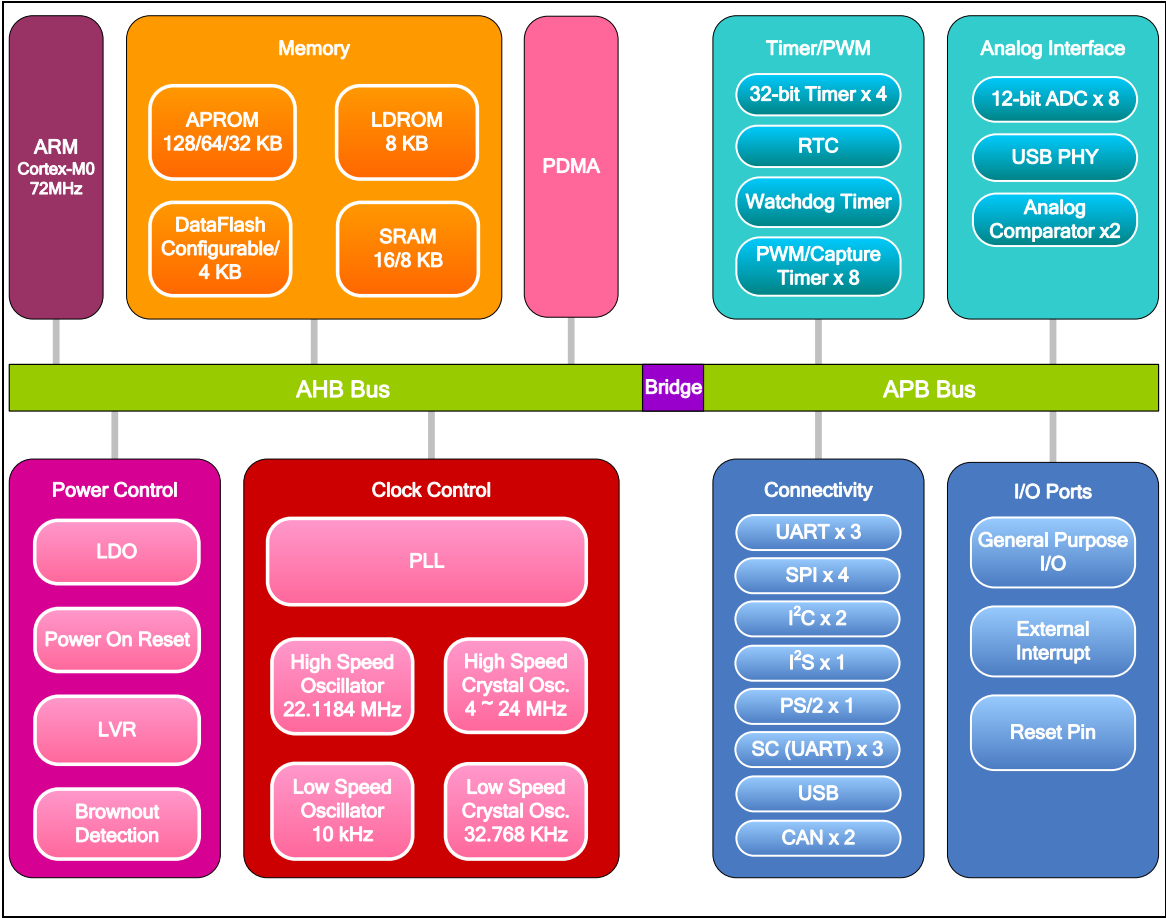 ARM
Cortex-M0
72MHz
Memory
APROM
128/64/32 KB
LDROM
8 KB
DataFlash
Configurable/
4 KB
SRAM
16/8 KB
PDMA
Timer/PWM
32-bit Timer x 4
RTC
Watchdog Timer
PWM/Capture
Timer x 8
Analog Interface
12-bit ADC x 8
USB PHY
Analog
Comparator x2
AHB Bus
Bridge
APB Bus
Power Control
LDO
Power On Reset
LVR
Brownout
Detection
Clock Control
PLL
High Speed
Oscillator
22.1184 MHz
High Speed
Crystal Osc.
4 ~ 24 MHz
Low Speed
Oscillator
10 kHz
Low Speed
Crystal Osc.
32.768 KHz
Connectivity
UART x 3
SPI x 4
I²C x 2
I²S x 1
PS/2 x 1
SC (UART) x 3
USB
CAN x 2
I/O Ports
General Purpose
I/O
External
Interrupt
Reset Pin